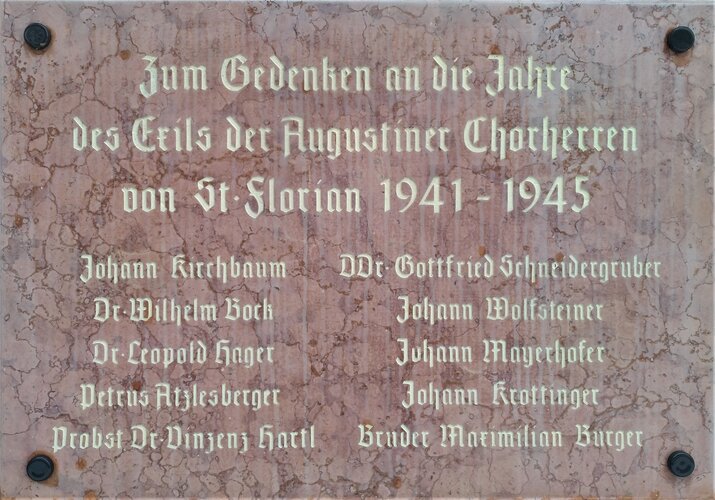 Zum Gedenken an die Jahre
des Exils der Augustiner Chorherren
von St. Florian 1941 - 1945
Johann Kirchbaum
Dr. Wilhelm Bock
Dr. Leopold Hager
Petrus Atzlesberger
Probst Dr. Vinzenz Hartl
DDr. Gottfried Schneidergruber
Johann Wolfsteiner
Johann Mayerhofer
Johann Krottinger
Bruder Maximilian Burger